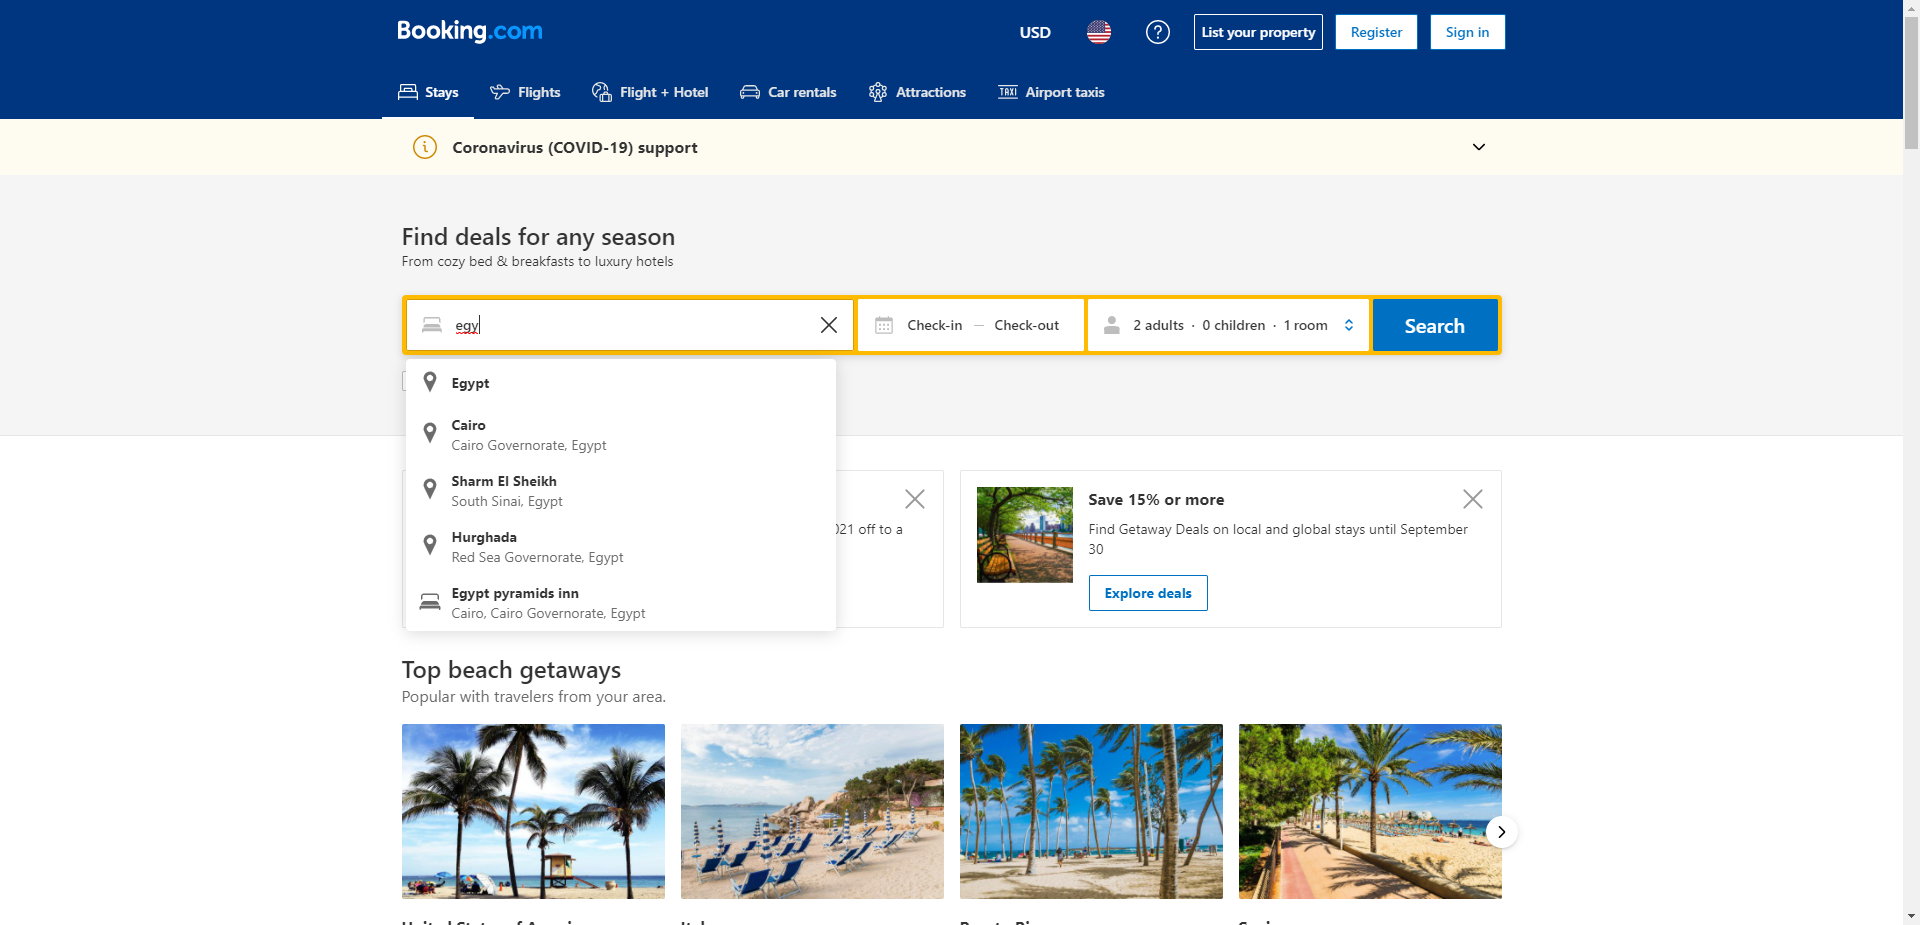 Booking.com
USD
List your property
Register
Sign in
Stays
Flights
Flight + Hotel
Car rentals
Attractions
TAXI
Airport taxis
Coronavirus (COVID-19) support
Find deals for any season
From cozy bed & breakfasts to luxury hotels
egy
Check-in — Check-out
2 adults · 0 children · 1 room
Search
Egypt
Cairo
Cairo Governorate, Egypt
Sharm El Sheikh
South Sinai, Egypt
Hurghada
Red Sea Governorate, Egypt
Egypt pyramids inn
Cairo, Cairo Governorate, Egypt
021 off to a
Save 15% or more
Find Getaway Deals on local and global stays until September
30
Explore deals
Top beach getaways
Popular with travelers from your area.